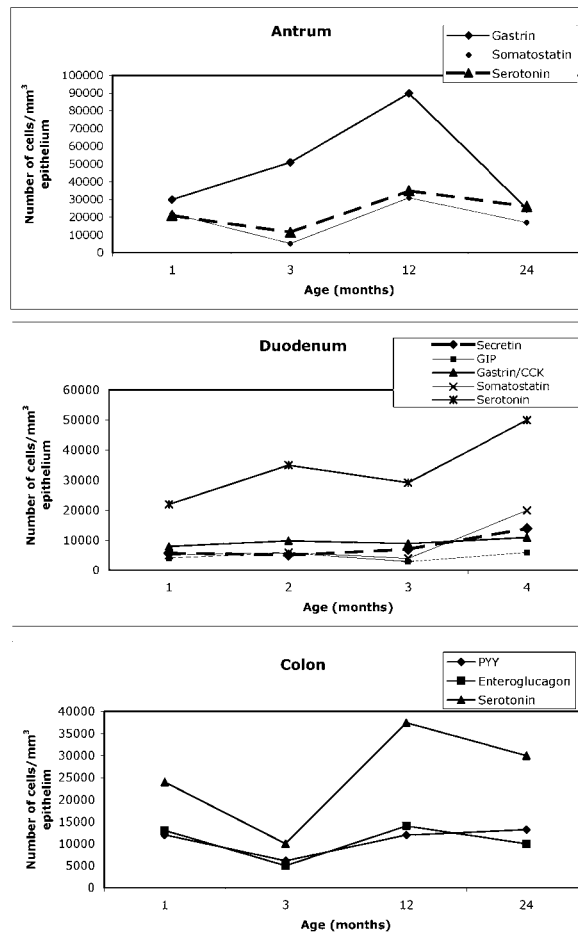 Antrum
Gastrin
Somatostatin
Serotonin
Number of cells/mm3
epithelium
100000
90000
80000
70000
60000
50000
40000
30000
20000
10000
0
1 3 12 24
Age (months)
Duodenum
Secretin
GIP
Gastrin/CCK
Somatostatin
Serotonin
Number of cells/mm3
epithelium
60000
50000
40000
30000
20000
10000
0
1 2 3 4
Age (months)
Colon
PYY
Enteroglucagon
Serotonin
Number of cells/mm3
epithelim
40000
35000
30000
25000
20000
15000
10000
5000
0
1 3 12 24
Age (months)